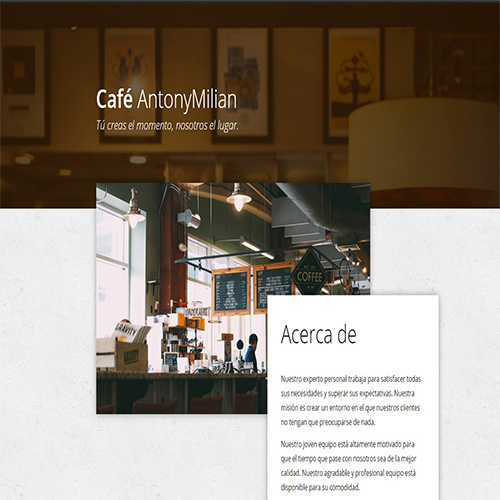 Café AntonyMilian
Tú creas el momento, nosotros el lugar.
COFFEE
GRAVITY
GRAVITY
Acerca de
Nuestro experto personal trabaja para satisfacer todas
sus necesidades y superar sus expectativas. Nuestra
misión es crear un entorno en el que nuestros clientes
no tengan que preocuparse de nada.
Nuestro joven equipo está altamente motivado para
que el tiempo que pase con nosotros sea de la mejor
calidad. Nuestro agradable y profesional equipo está
disponible para su comodidad.